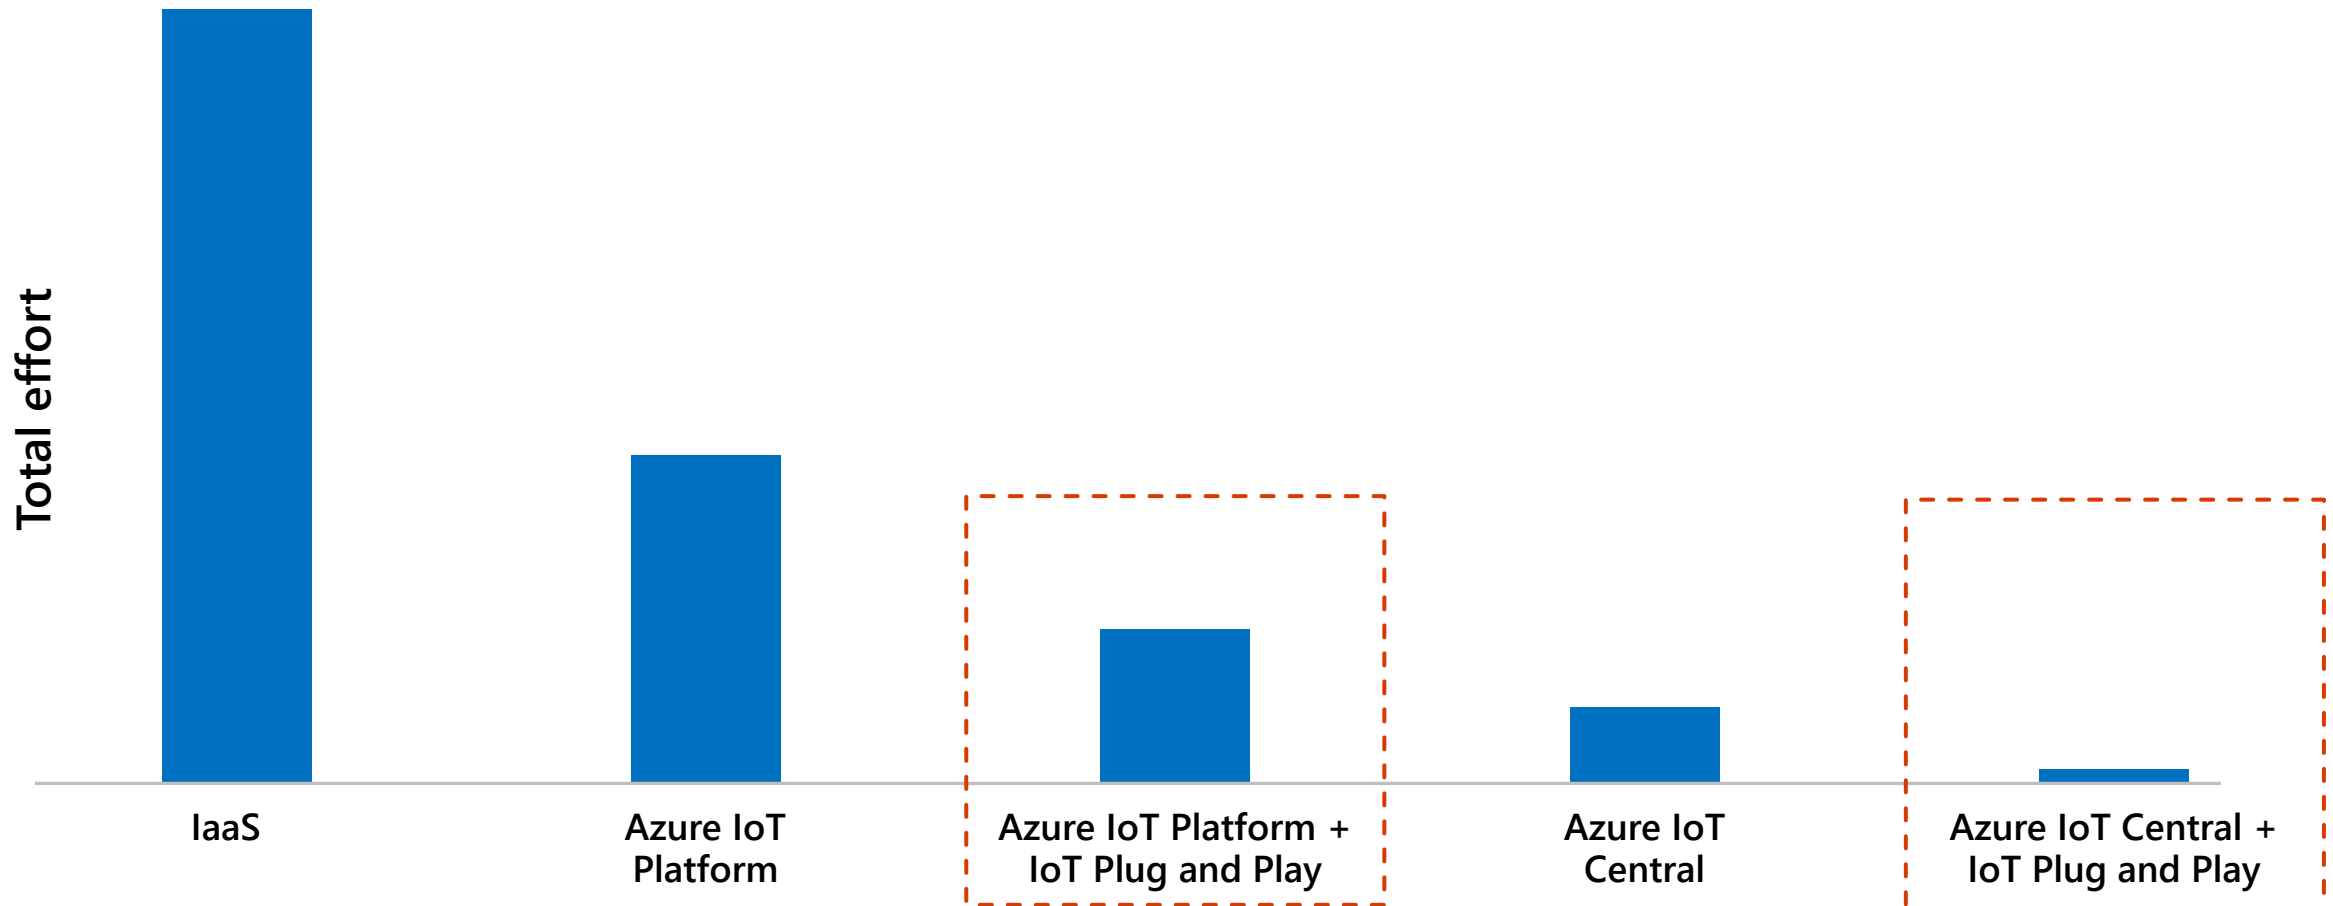 Total effort
IaaS
Azure IoT
Platform
Azure IoT Platform +
IoT Plug and Play
Azure IoT
Central
Azure IoT Central +
IoT Plug and Play